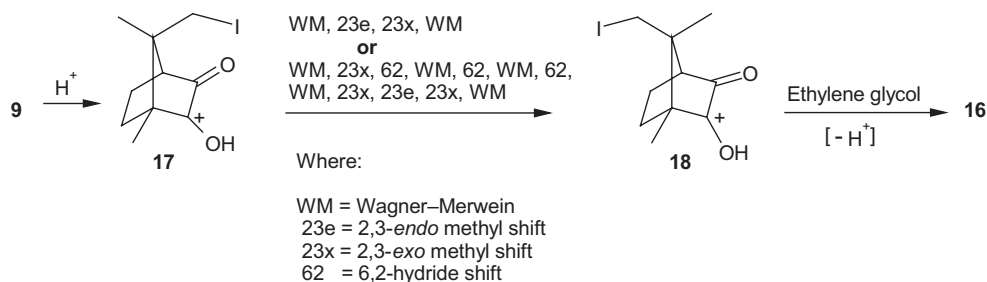 9
H+
I
O
+
OH
17
WM, 23e, 23x, WM
or
WM, 23x, 62, WM, 62, WM, 62,
WM, 23x, 23e, 23x, WM
Where:
WM = Wagner–Merwein
23e = 2,3-endo methyl shift
23x = 2,3-exo methyl shift
62 = 6,2-hydride shift
I
O
+
OH
18
Ethylene glycol
[ - H+]
16